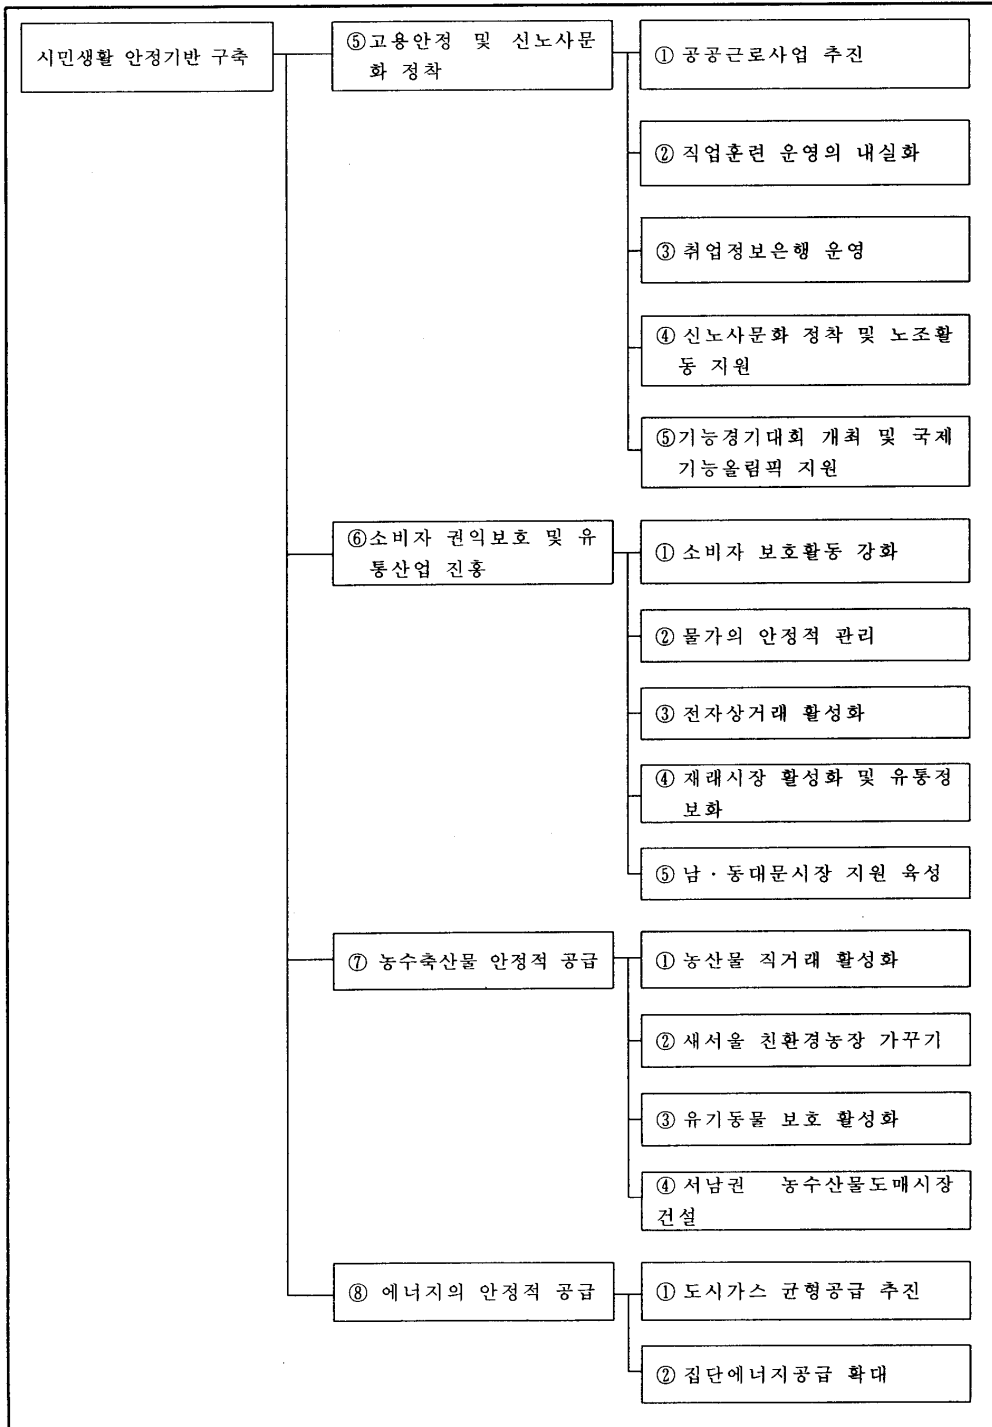 시민생활 안정기반 구축
⑤고용안정 및 신노사문
화 정착
① 공공근로사업 추진
② 직업훈련 운영의 내실화
③ 취업정보은행 운영
④ 신노사문화 정착 및 노조활
동 지원
⑤기능경기대회 개최 및 국제
기능올림픽 지원
⑥소비자 권익보호 및 유
통산업 진흥
① 소비자 보호활동 강화
② 물가의 안정적 관리
③ 전자상거래 활성화
④ 재래시장 활성화 및 유통정
보화
⑤ 남·동대문시장 지원 육성
⑦ 농수축산물 안정적 공급
① 농산물 직거래 활성화
② 새서울 친환경농장 가꾸기
③ 유기동물 보호 활성화
④ 서남권 농수산물도매시장
건설
⑧ 에너지의 안정적 공급
① 도시가스 균형공급 추진
② 집단에너지공급 확대